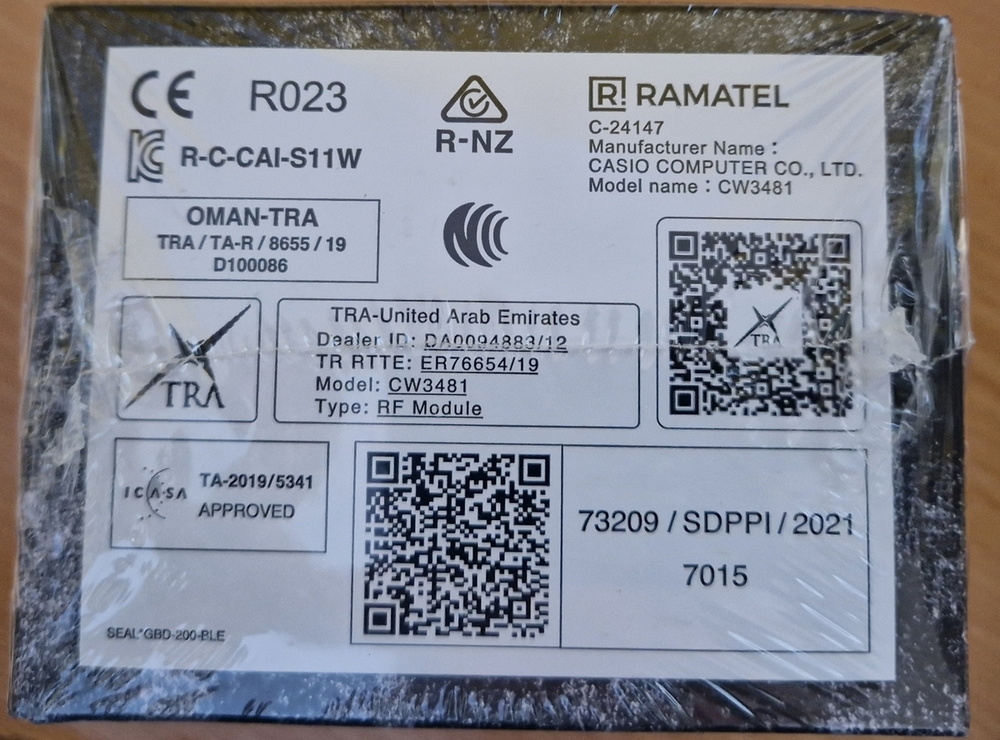 CE R023
R-NZ
R! RAMATEL
C-24147
Manufacturer Name :
CASIO COMPUTER CO., LTD.
Model name : CW3481
KC R-C-CAI-S11W
OMAN-TRA
TRA / TA-R / 8655 / 19
D100086
TRA
TRA-United Arab Emirates
Dealer ID: DA0094883/12
TR RTTE: ER76654/19
Model: CW3481
Type: RF Module
TRA
ICASA
TA-2019/5341
APPROVED
73209 / SDPPI / 2021
7015
SEAL*GBD-200-BLE